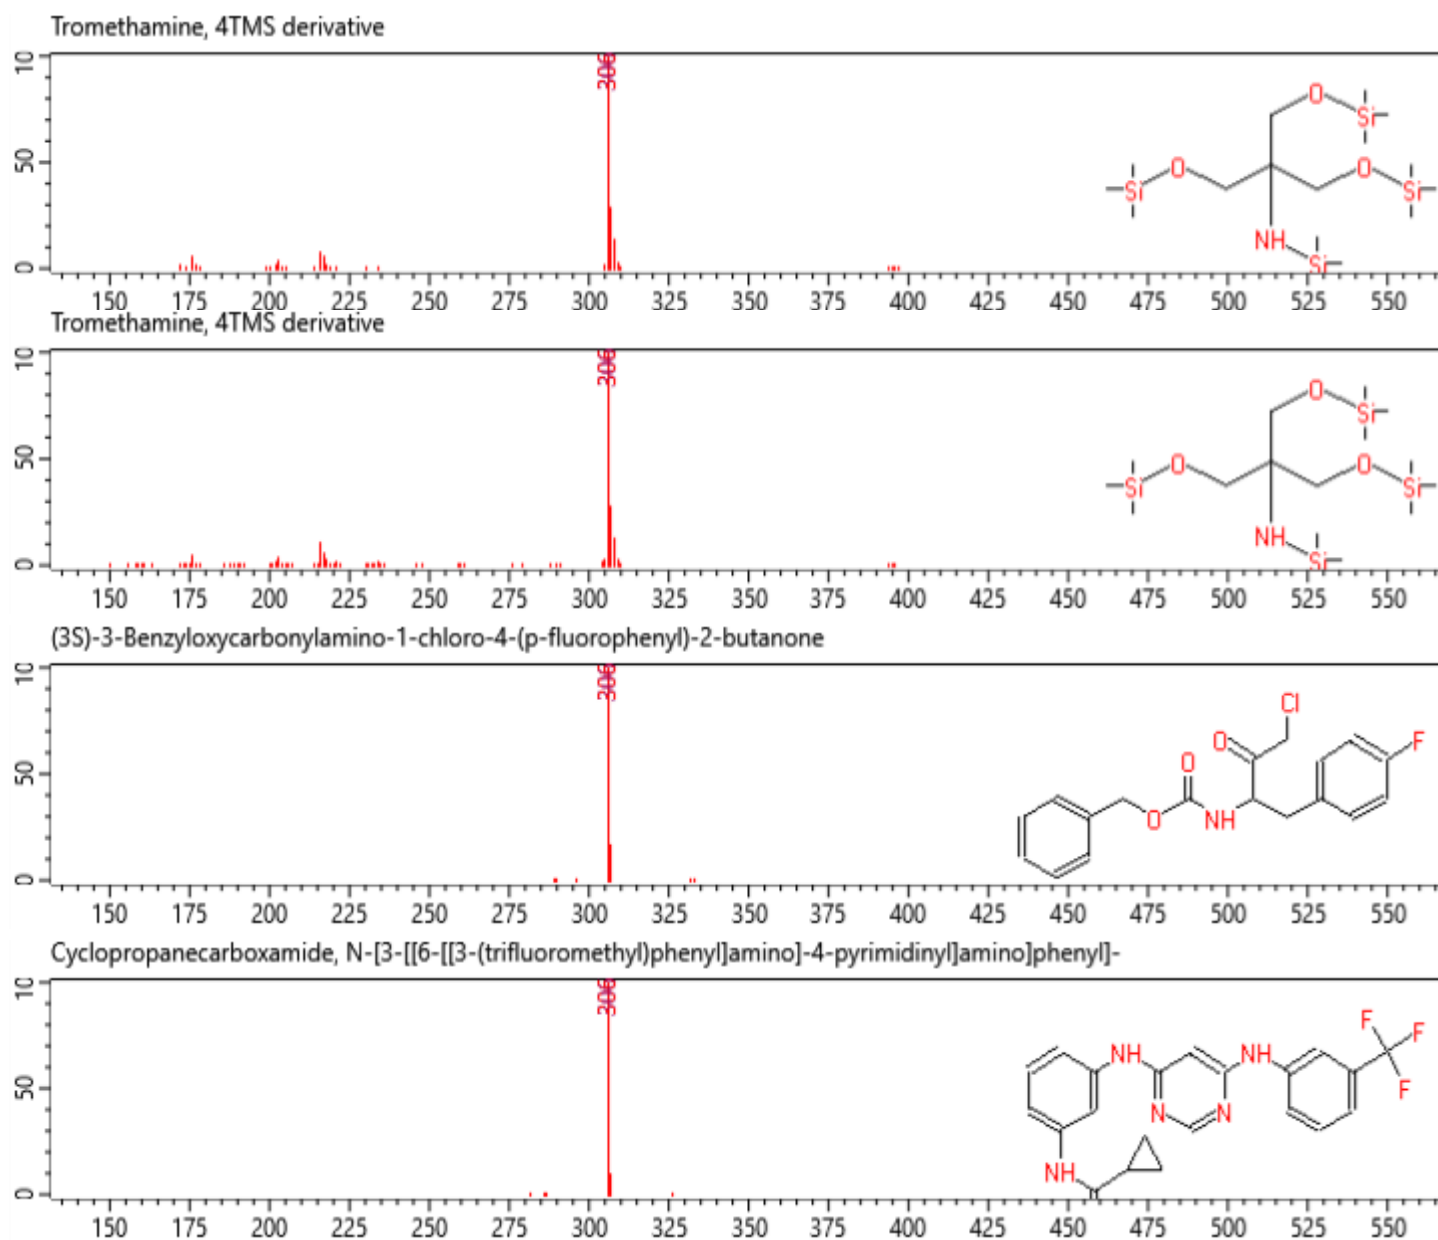 Tromethamine, 4TMS derivative
10
50
0
306
O
Si
Si
O
O
Si
NH
Si
150 175 200 225 250 275 300 325 350 375 400 425 450 475 500 525 550
Tromethamine, 4TMS derivative
10
50
0
306
O
Si
Si
O
O
Si
NH
Si
150 175 200 225 250 275 300 325 350 375 400 425 450 475 500 525 550
(3S)-3-Benzyloxycarbonylamino-1-chloro-4-(p-fluorophenyl)-2-butanone
10
50
0
306
Cl
O
F
O
O
NH
150 175 200 225 250 275 300 325 350 375 400 425 450 475 500 525 550
Cyclopropanecarboxamide, N-[3-[[6-[[3-(trifluoromethyl)phenyl]amino]-4-pyrimidinyl]amino]phenyl]-
10
50
0
306
F
F
NH
NH
F
N
N
NH
150 175 200 225 250 275 300 325 350 375 400 425 450 475 500 525 550